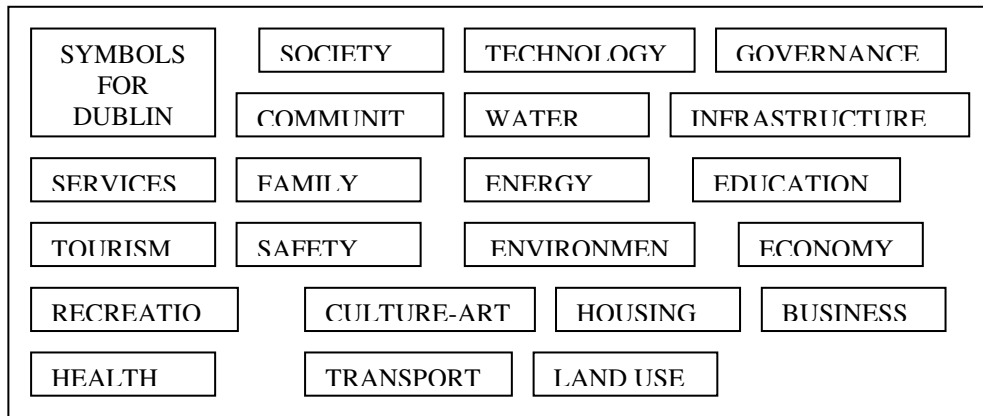 SYMBOLS
FOR
DUBLIN
SOCIETY
TECHNOLOGY
GOVERNANCE
COMMUNIT
WATER
INFRASTRUCTURE
SERVICES
FAMILY
ENERGY
EDUCATION
TOURISM
SAFETY
ENVIRONMEN
ECONOMY
RECREATIO
CULTURE-ART
HOUSING
BUSINESS
HEALTH
TRANSPORT
LAND USE